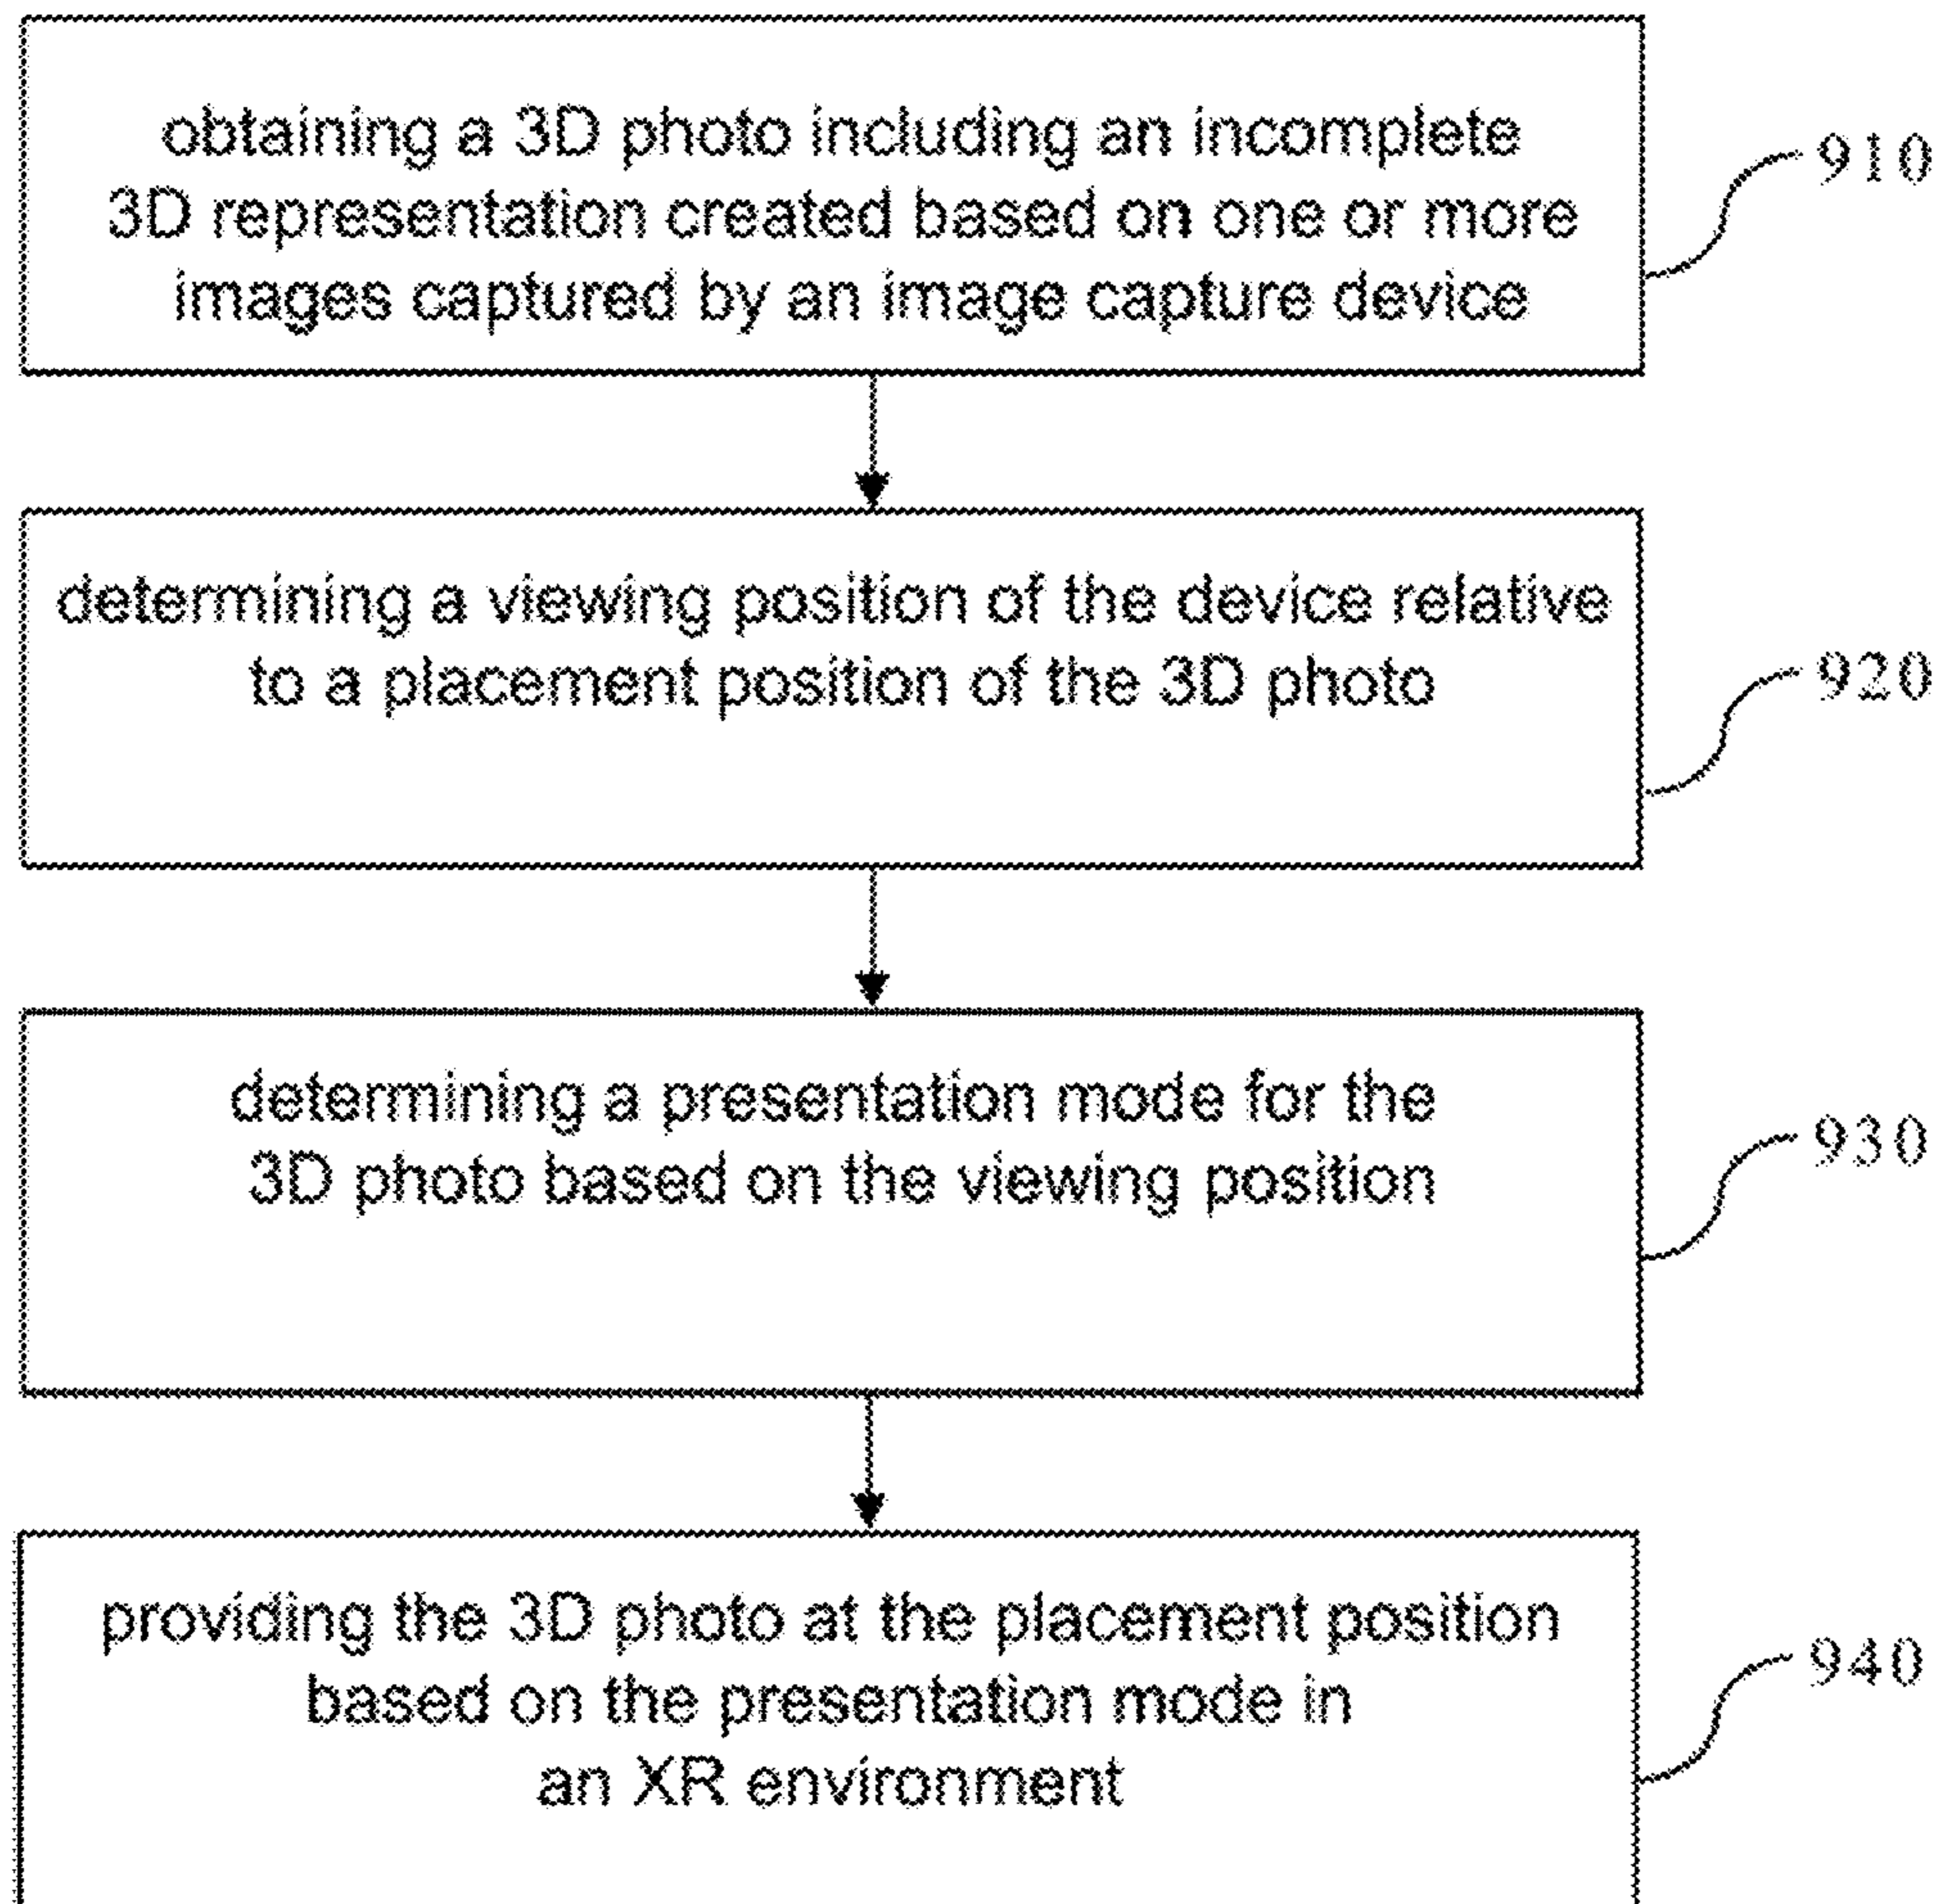 obtaining a 3D photo including an incomplete
3D representation created based on one or more
images captured by an image capture device
910
determining a viewing position of the device relative
to a placement position of the 3D photo
920
determining a presentation mode for the
3D photo based on the viewing position
930
providing the 3D photo at the placement position
based on the presentation mode in
an XR environment
940